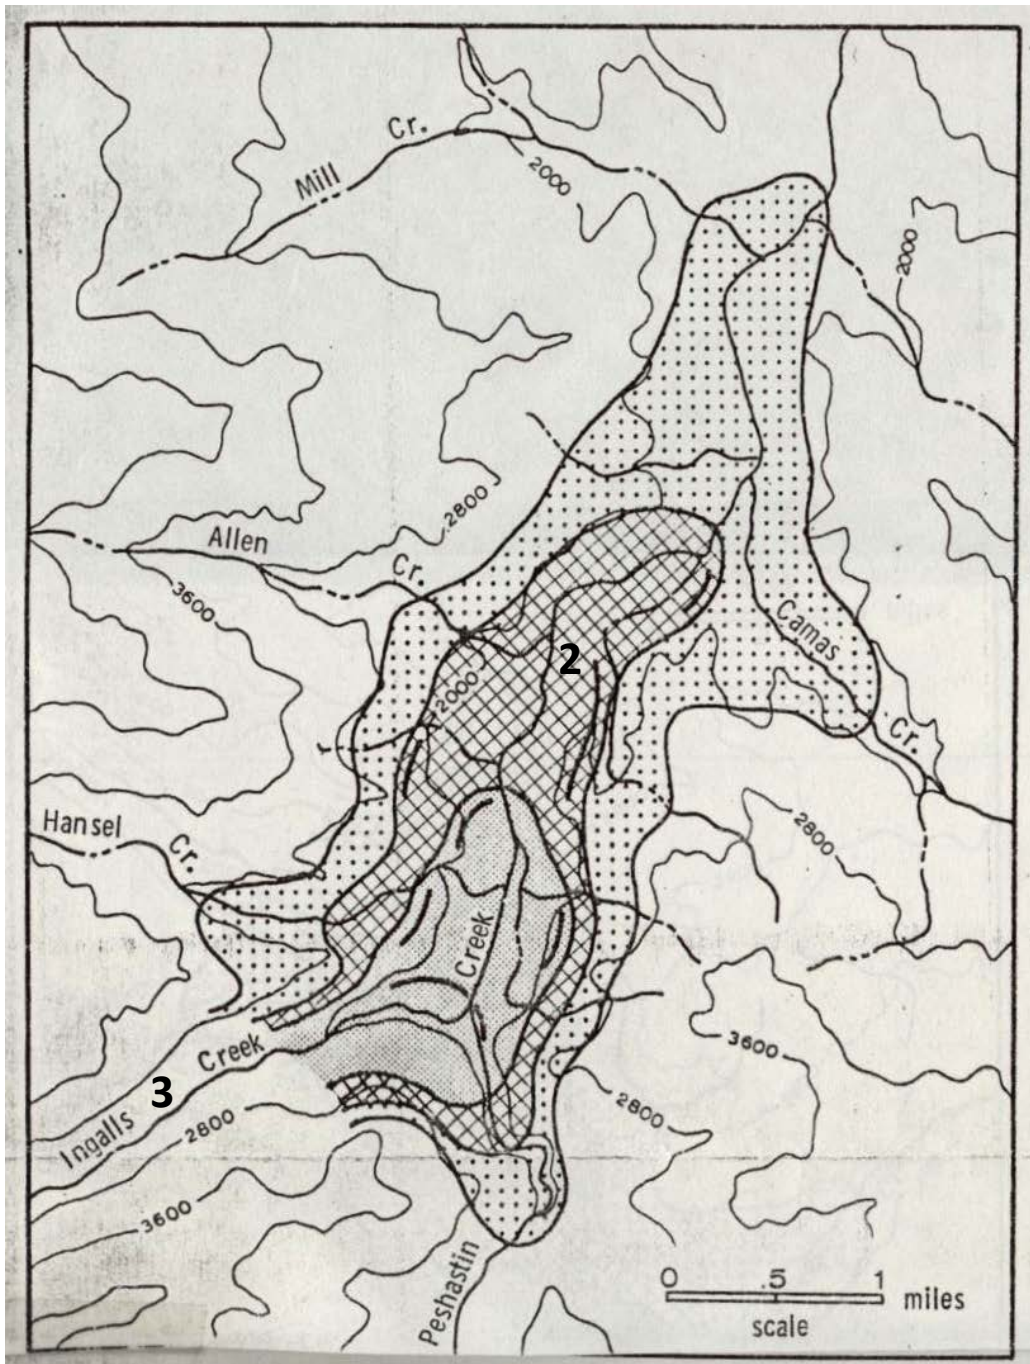 Mill Cr.
2000
2000
2800
Allen Cr.
3600
Camas Cr.
2
2000
Hansel Cr.
2800
Creek
3600
Ingalls Creek
3
2800
2800
3600
Peshastin
0 .5 1 miles
scale